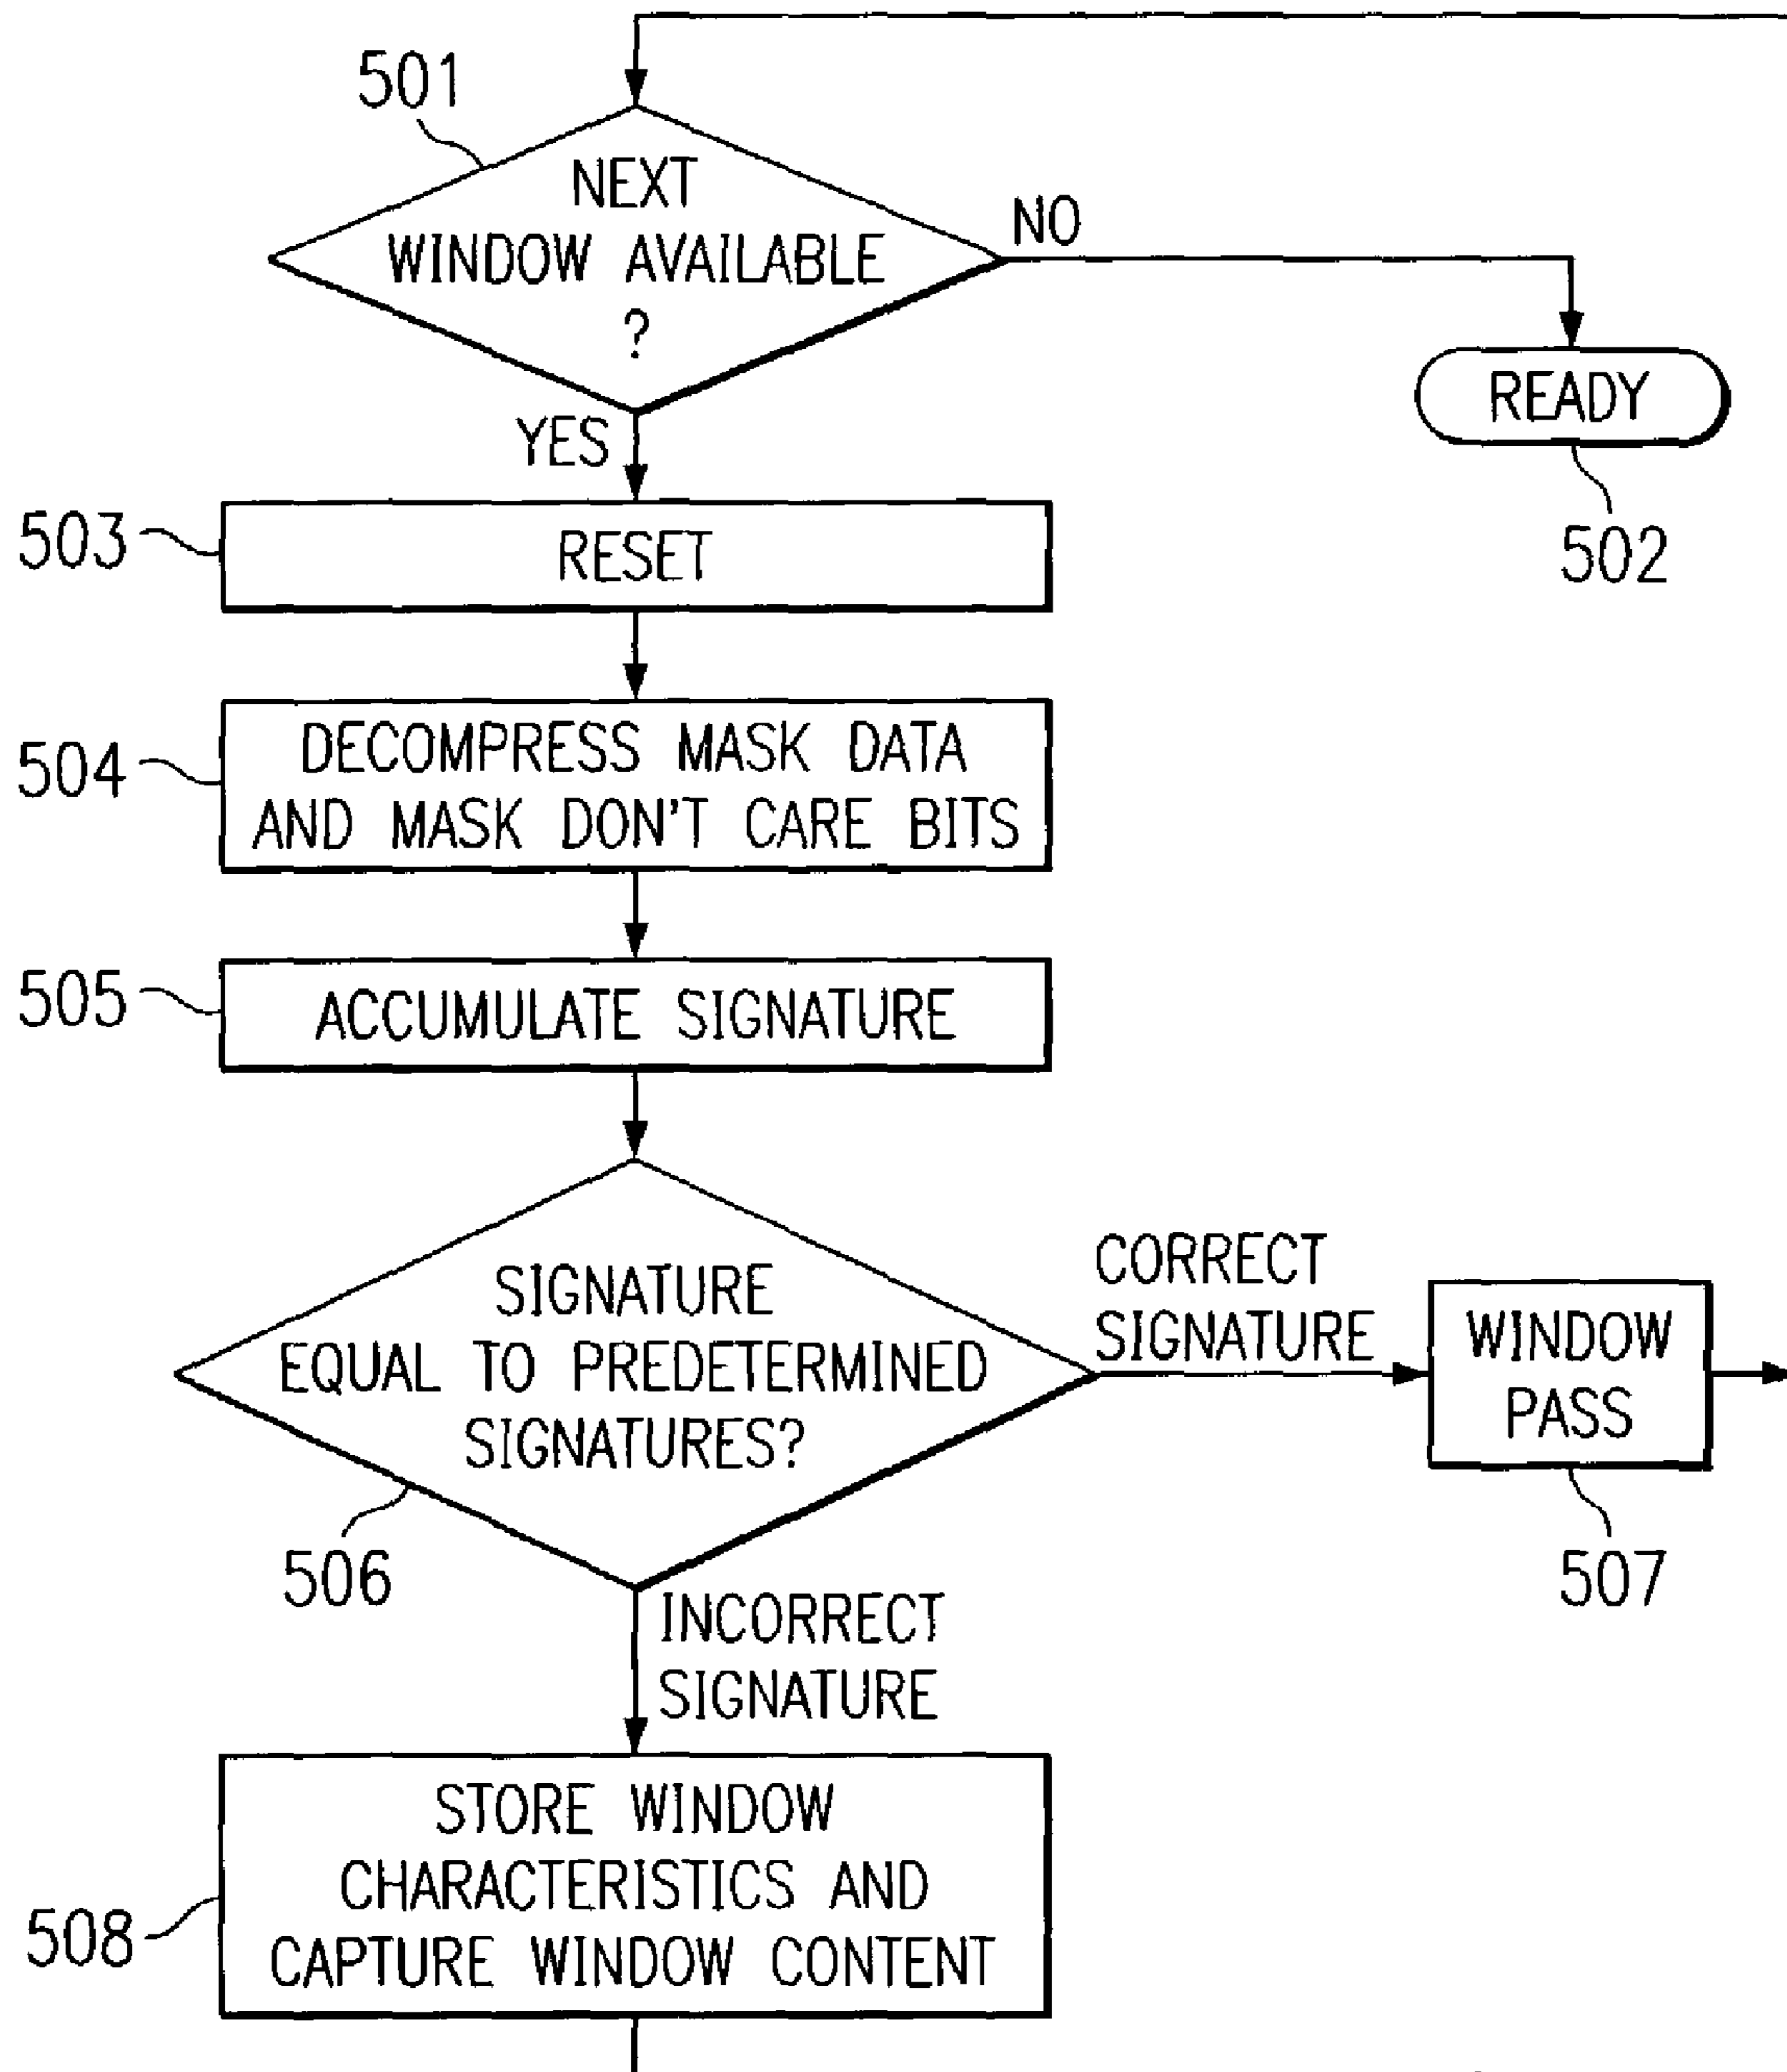 501
NEXT
WINDOW AVAILABLE
?
NO
YES
READY
502
503
RESET
504
DECOMPRESS MASK DATA
AND MASK DON'T CARE BITS
505
ACCUMULATE SIGNATURE
SIGNATURE
EQUAL TO PREDETERMINED
SIGNATURES?
506
CORRECT
SIGNATURE
WINDOW
PASS
507
INCORRECT
SIGNATURE
508
STORE WINDOW
CHARACTERISTICS AND
CAPTURE WINDOW CONTENT